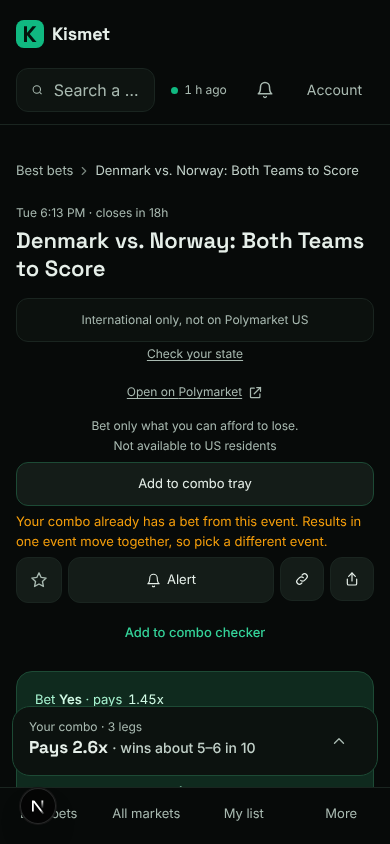 Kismet
Search a ...
1 h ago
Account
Best bets > Denmark vs. Norway: Both Teams to Score
Tue 6:13 PM · closes in 18h
Denmark vs. Norway: Both Teams
to Score
International only, not on Polymarket US
Check your state
Open on Polymarket
Bet only what you can afford to lose.
Not available to US residents
Add to combo tray
Your combo already has a bet from this event. Results in
one event move together, so pick a different event.
Alert
Add to combo checker
Bet Yes · pays 1.45x
Your combo · 3 legs
Pays 2.6x · wins about 5–6 in 10
N
bets
All markets
My list
More